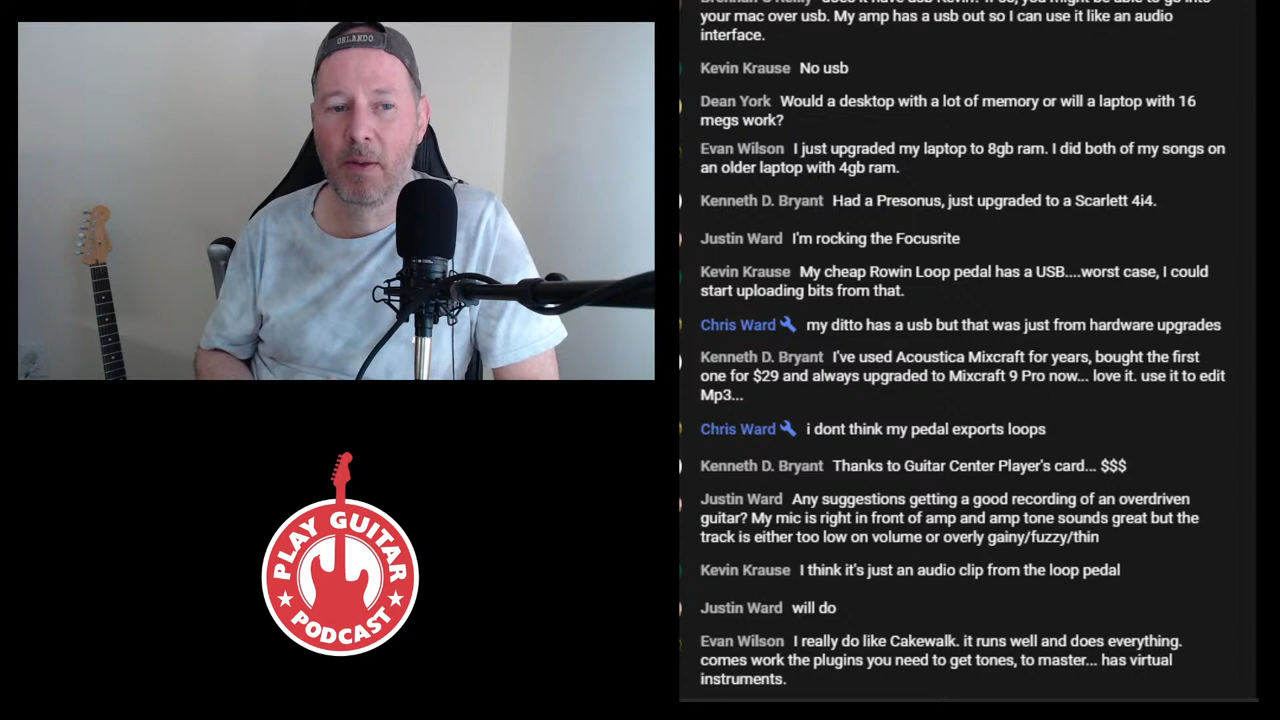 ORLANDO
your mac over usb. My amp has a usb out so I can use it like an audio
interface.
Kevin Krause No usb
Dean York Would a desktop with a lot of memory or will a laptop with 16
megs work?
Evan Wilson I just upgraded my laptop to 8gb ram. I did both of my songs on
an older laptop with 4gb ram.
Kenneth D. Bryant Had a Presonus, just upgraded to a Scarlett 4i4.
Justin Ward I'm rocking the Focusrite
Kevin Krause My cheap Rowin Loop pedal has a USB....worst case, I could
start uploading bits from that.
Chris Ward my ditto has a usb but that was just from hardware upgrades
Kenneth D. Bryant I've used Acoustica Mixcraft for years, bought the first
one for $29 and always upgraded to Mixcraft 9 Pro now... love it. use it to edit
Mp3...
Chris Ward i dont think my pedal exports loops
Kenneth D. Bryant Thanks to Guitar Center Player's card... $$$
Justin Ward Any suggestions getting a good recording of an overdriven
guitar? My mic is right in front of amp and amp tone sounds great but the
track is either too low on volume or overly gainy/fuzzy/thin
Kevin Krause I think it's just an audio clip from the loop pedal
Justin Ward will do
Evan Wilson I really do like Cakewalk. it runs well and does everything.
comes work the plugins you need to get tones, to master... has virtual
instruments.
PLAY GUITAR
PODCAST